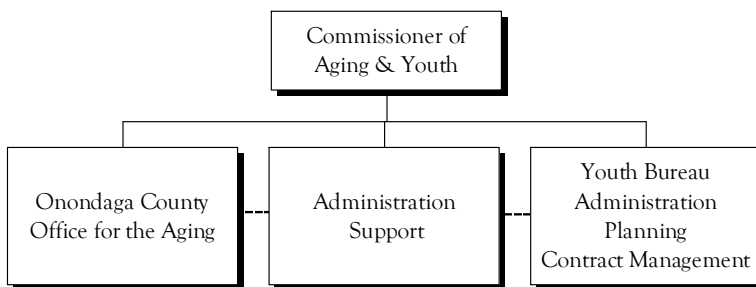 Commissioner of
Aging & Youth
Onondaga County
Office for the Aging
Administration
Support
Youth Bureau
Administration
Planning
Contract Management